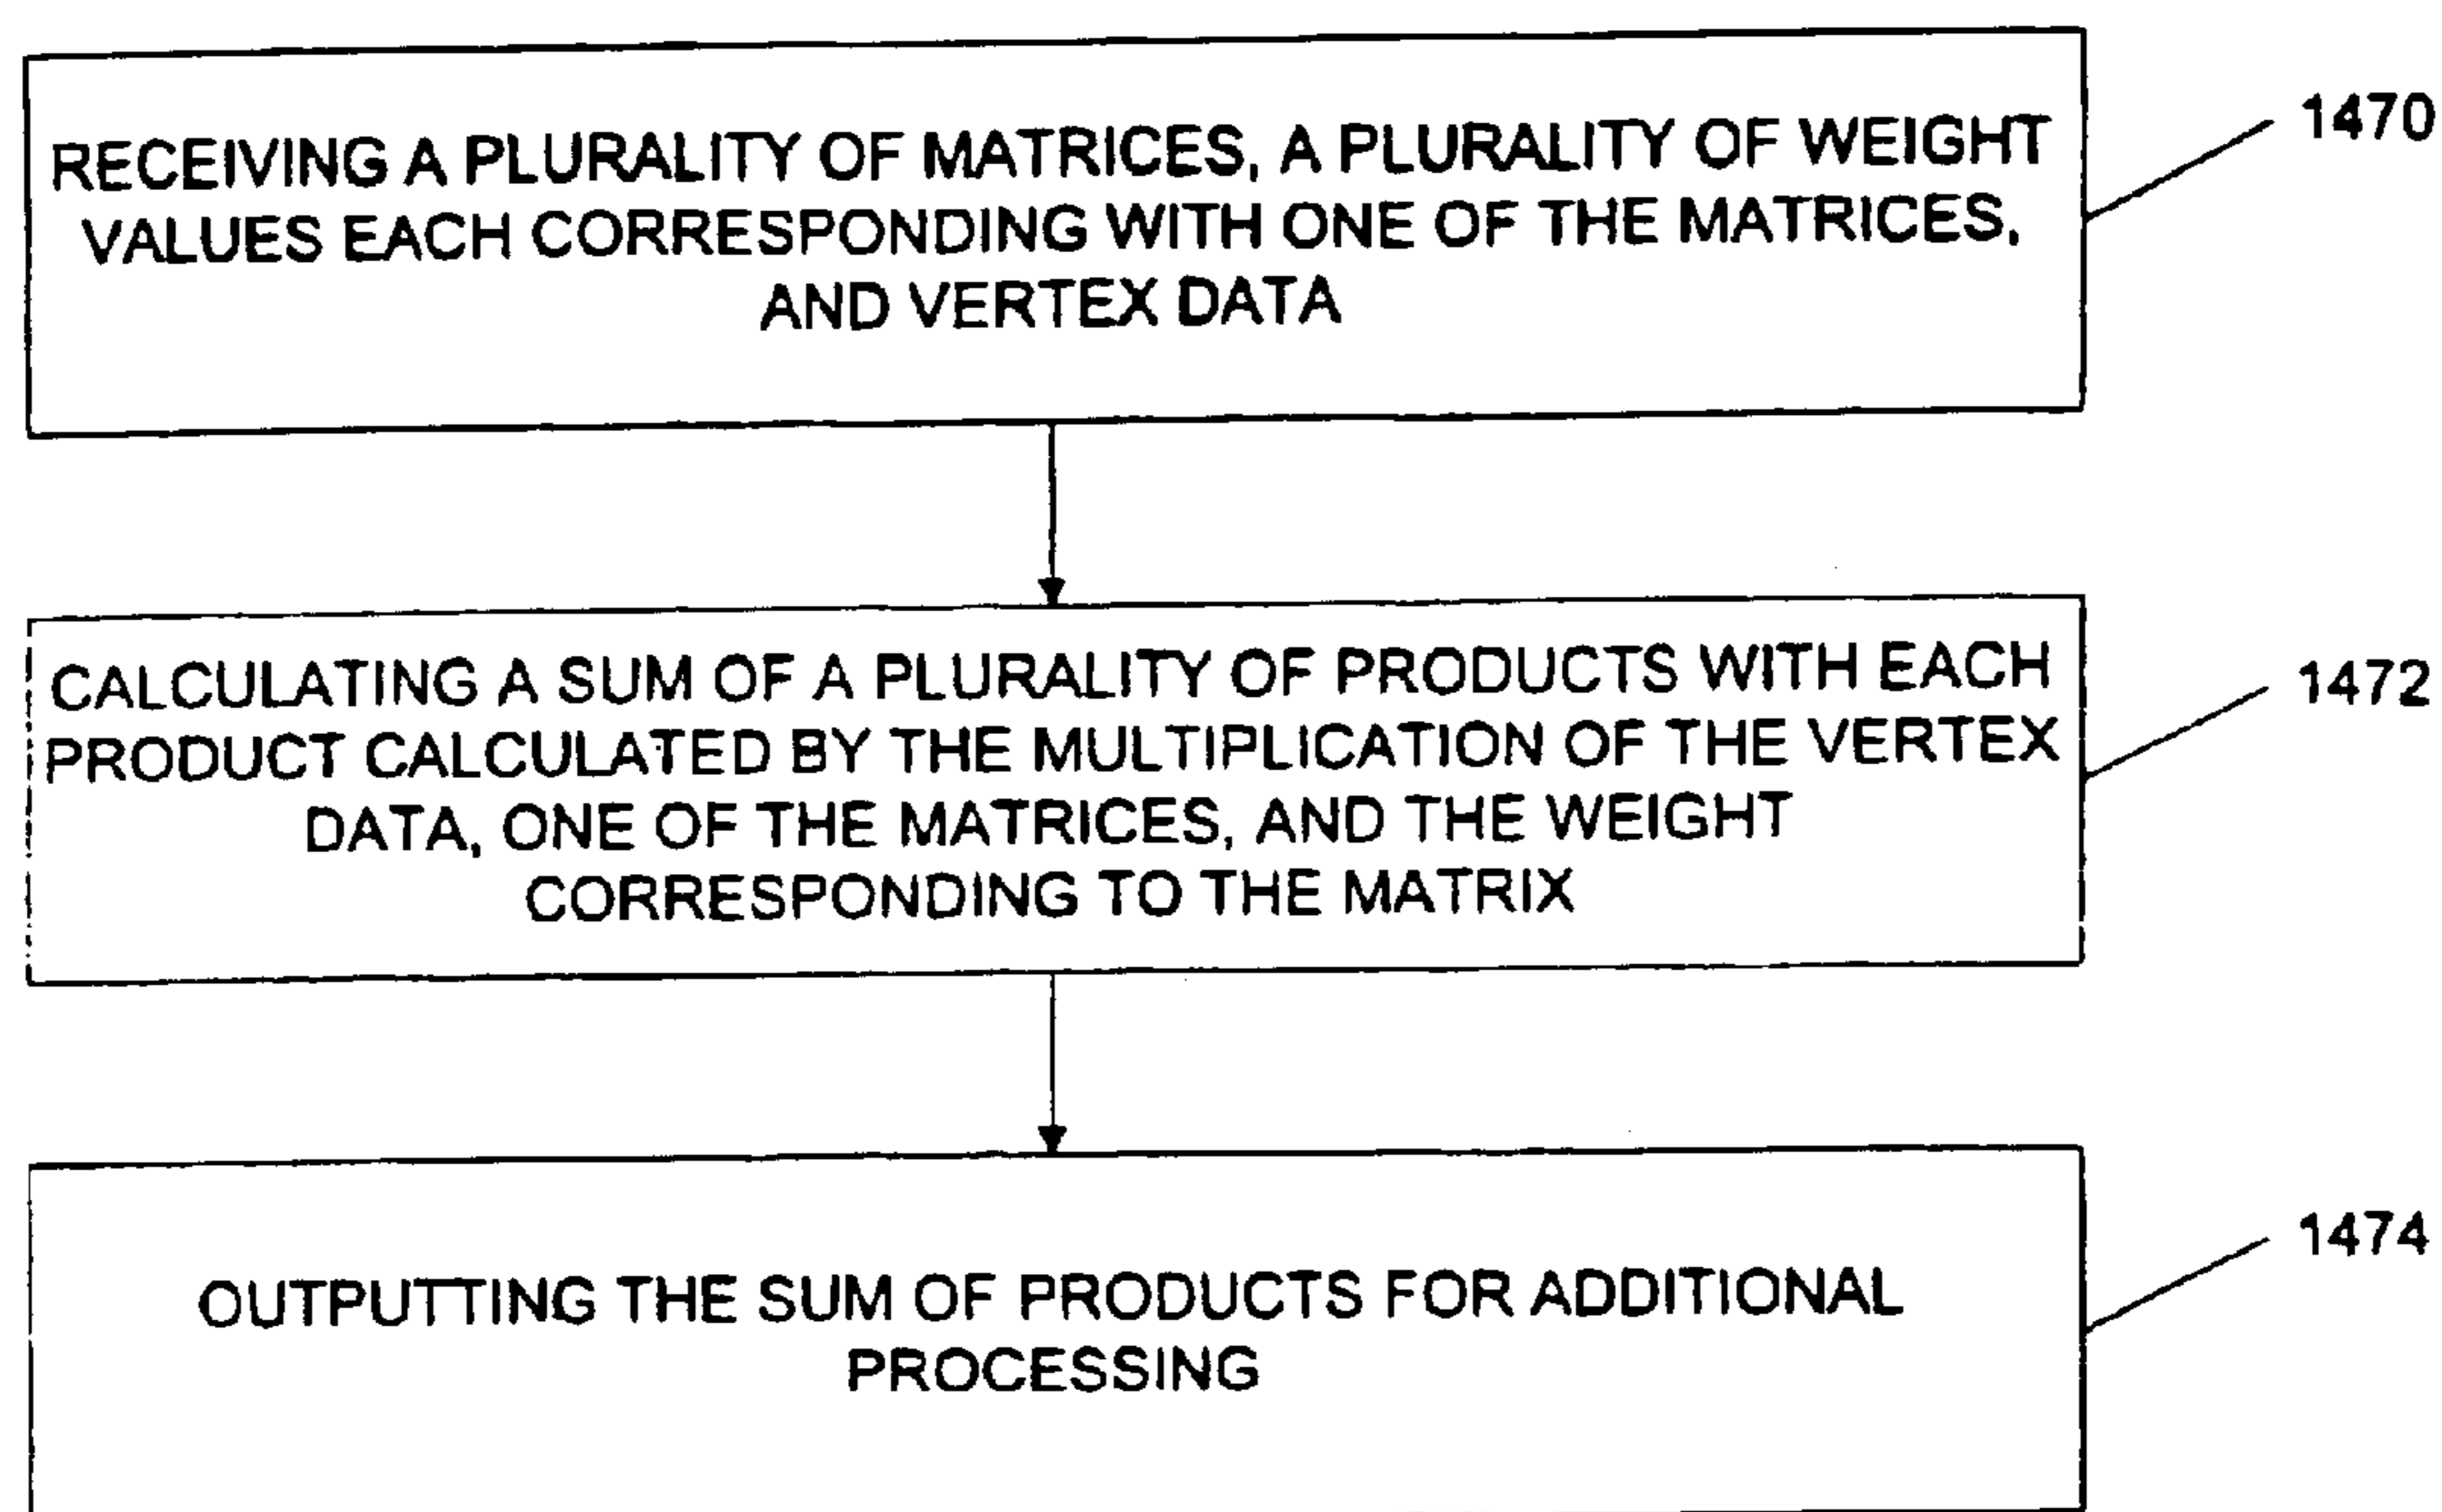 RECEIVING A PLURALITY OF MATRICES, A PLURALITY OF WEIGHT
VALUES EACH CORRESPONDING WITH ONE OF THE MATRICES,
AND VERTEX DATA
1470
CALCULATING A SUM OF A PLURALITY OF PRODUCTS WITH EACH
PRODUCT CALCULATED BY THE MULTIPLICATION OF THE VERTEX
DATA, ONE OF THE MATRICES, AND THE WEIGHT
CORRESPONDING TO THE MATRIX
1472
OUTPUTTING THE SUM OF PRODUCTS FOR ADDITIONAL
PROCESSING
1474